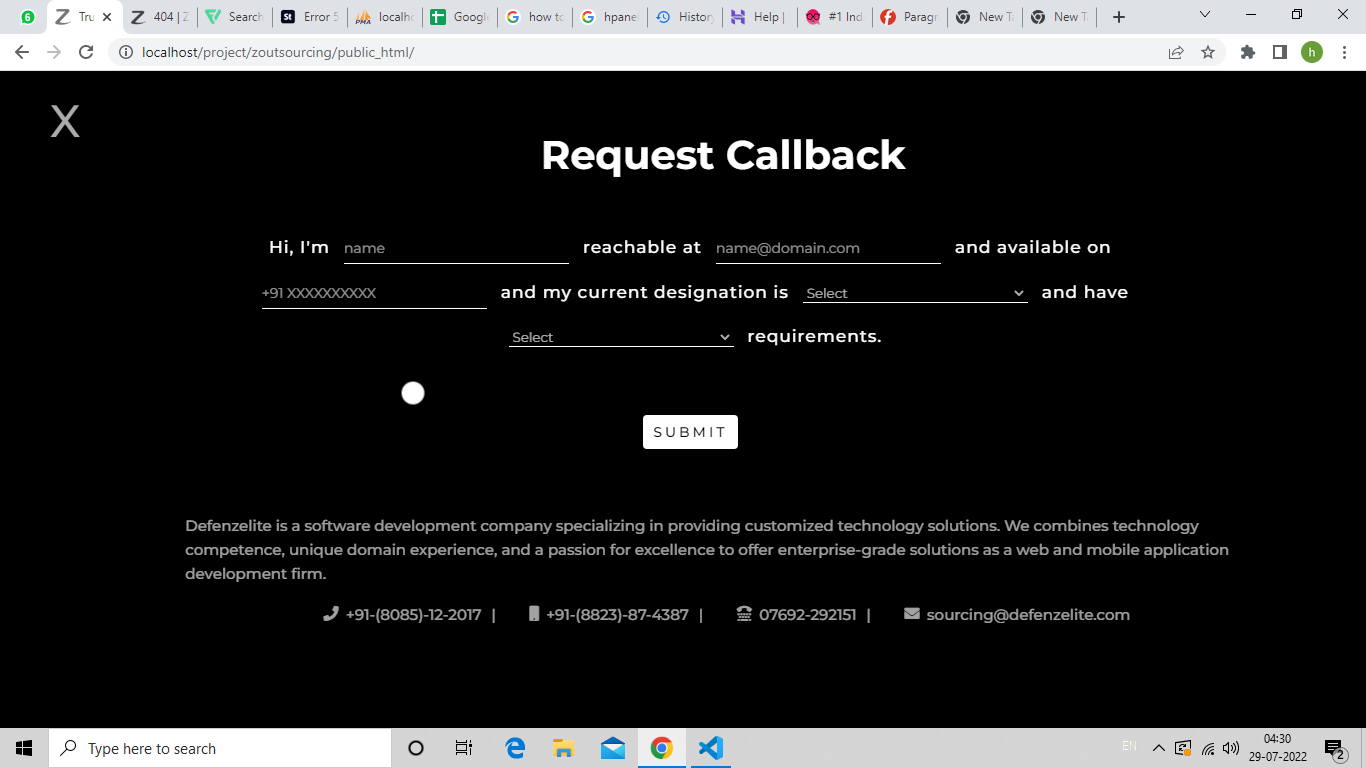 6
Tru
404 | Z
Search
Error 5
localho
Google
how to
hpanel
History
Help |
#1 Ind
Paragr
New Ta
New T
localhost/project/zoutsourcing/public_html/
h
X
Request Callback
Hi, I'm name reachable at name@domain.com and available on
+91 XXXXXXXXXX and my current designation is Select and have
Select requirements.
SUBMIT
Defenzelite is a software development company specializing in providing customized technology solutions. We combines technology
competence, unique domain experience, and a passion for excellence to offer enterprise-grade solutions as a web and mobile application
development firm.
+91-(8085)-12-2017 | +91-(8823)-87-4387 | 07692-292151 | sourcing@defenzelite.com
Type here to search
EN
04:30
29-07-2022
2